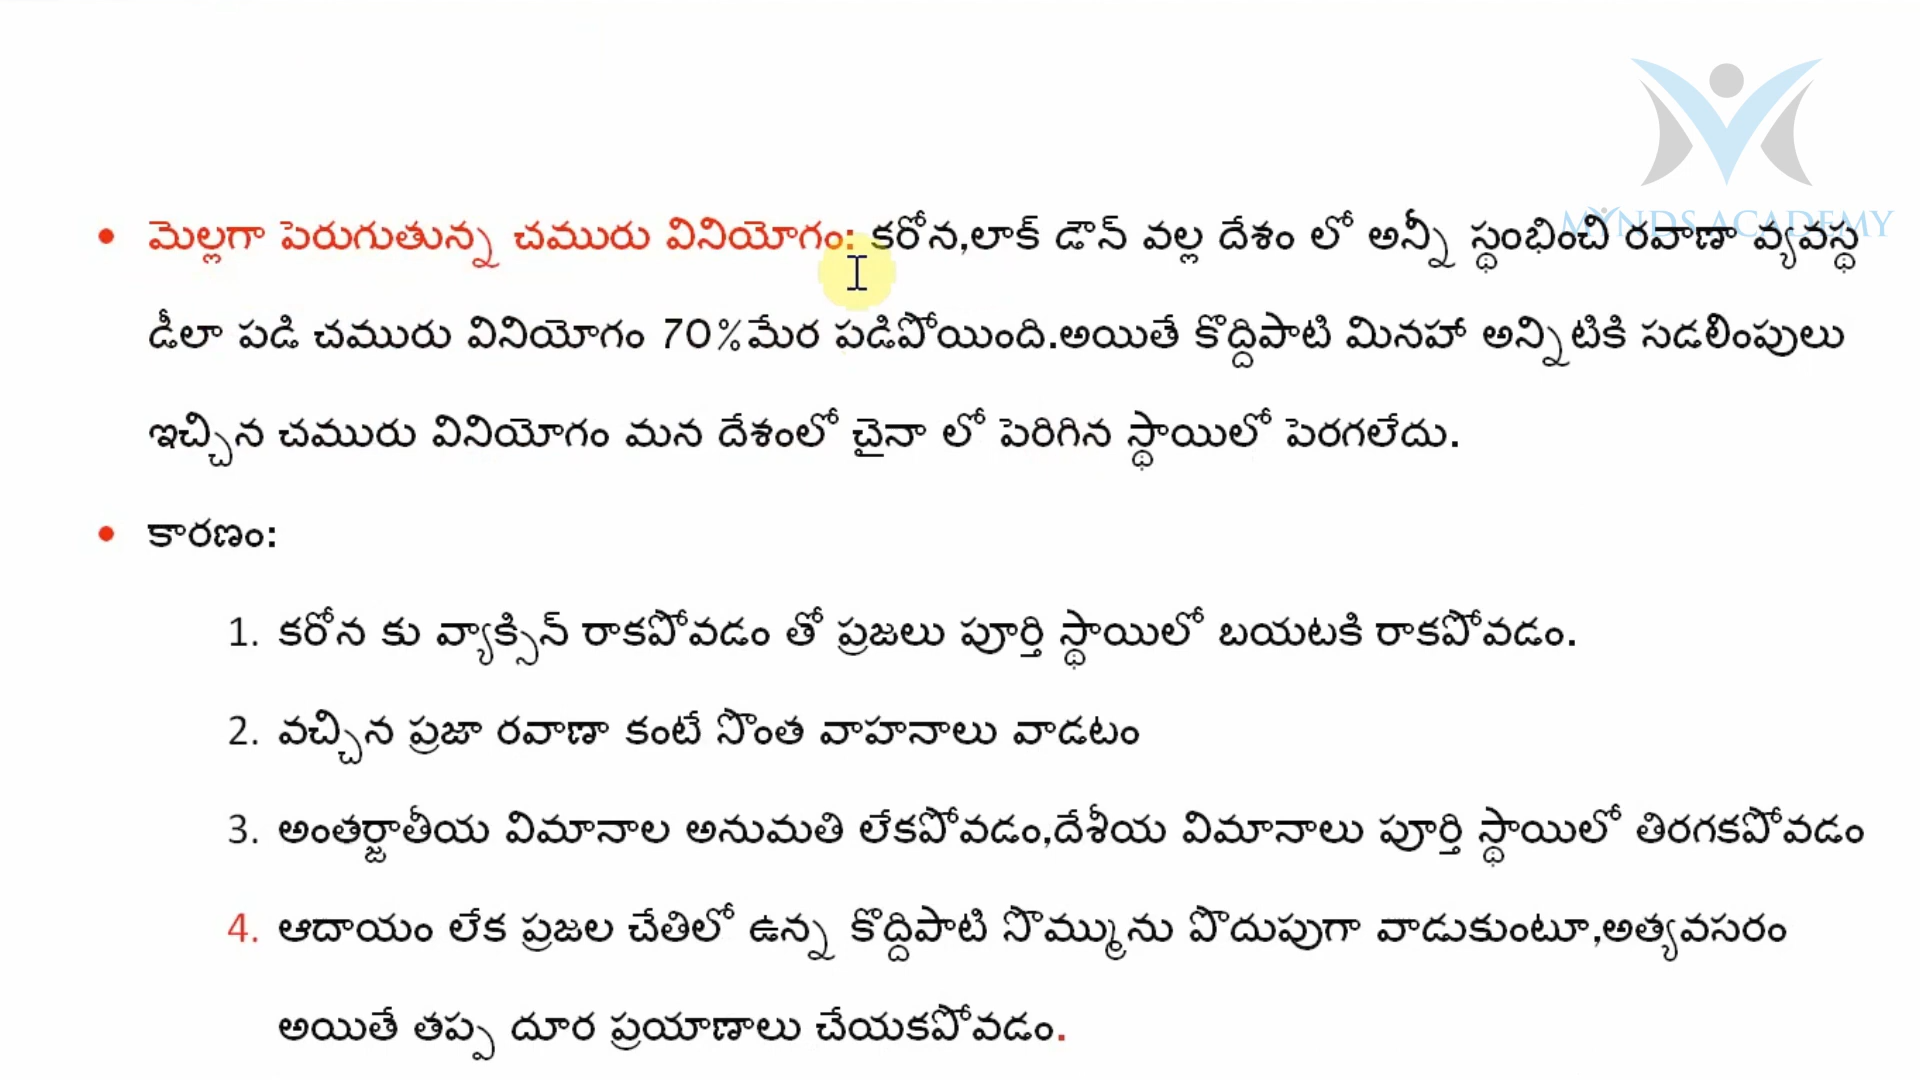 MYNDS ACADEMY
• మెల్లగా పెరుగుతున్న చమురు వినియోగం: కరోన,లాక్ డౌన్ వల్ల దేశం లో అన్నీ స్థంభించి రవాణా వ్యవస్థ
డీలా పడి చమురు వినియోగం 70%మేర పడిపోయింది.అయితే కొద్దిపాటి మినహా అన్నిటికి సడలింపులు
ఇచ్చిన చమురు వినియోగం మన దేశంలో చైనా లో పెరిగిన స్థాయిలో పెరగలేదు.
• కారణం:
1. కరోన కు వ్యాక్సిన్ రాకపోవడం తో ప్రజలు పూర్తి స్థాయిలో బయటకి రాకపోవడం.
2. వచ్చిన ప్రజా రవాణా కంటే సొంత వాహనాలు వాడటం
3. అంతర్జాతీయ విమానాల అనుమతి లేకపోవడం,దేశీయ విమానాలు పూర్తి స్థాయిలో తిరగకపోవడం
4. ఆదాయం లేక ప్రజల చేతిలో ఉన్న కొద్దిపాటి సొమ్మును పొదుపుగా వాడుకుంటూ,అత్యవసరం
అయితే తప్ప దూర ప్రయాణాలు చేయకపోవడం.